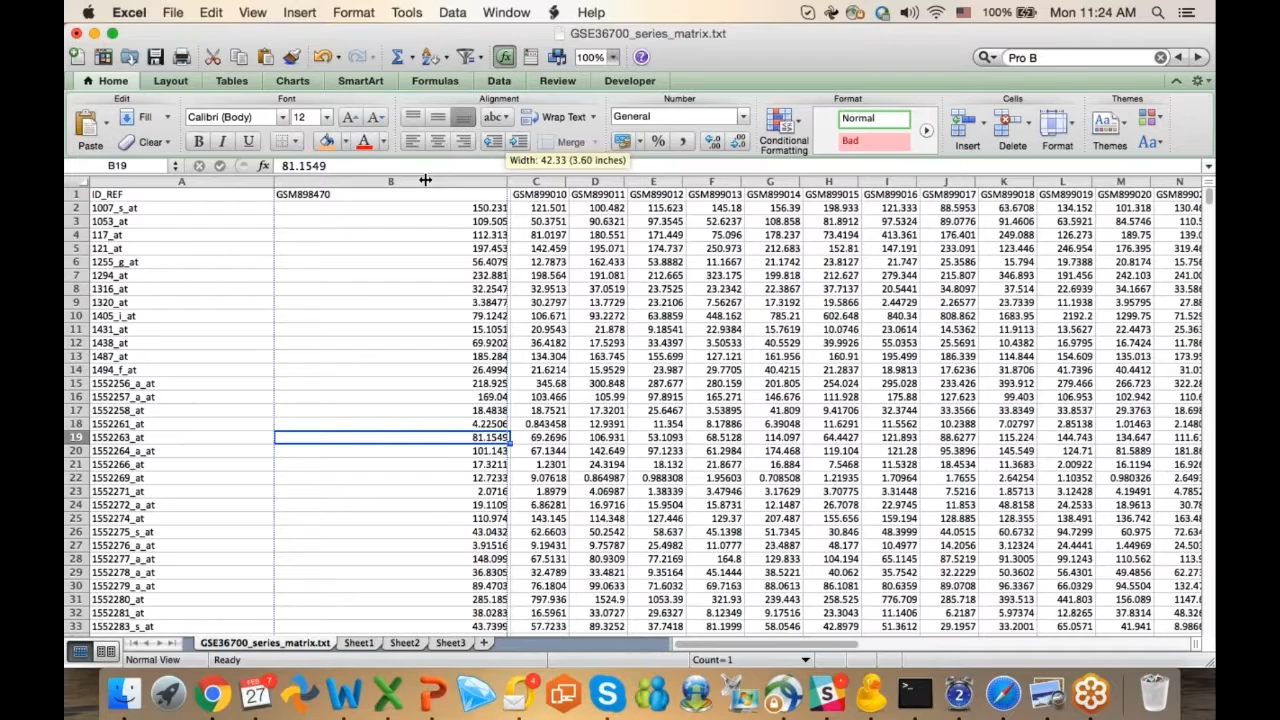 Excel File Edit View Insert Format Tools Data Window Help 100% Mon 11:24 AM
GSE36700_series_matrix.txt
100% Pro B
Home Layout Tables Charts SmartArt Formulas Data Review Developer
Edit Font Alignment Number Format Cells Themes
Fill Calibri (Body) 12 A A abc Wrap Text General Normal
Paste Clear B I U A Merge % Conditional Formatting Bad Insert Delete Format Themes Aa
Width: 42.33 (3.60 inches)
B19 fx 81.1549
A B C D E F G H I J K L M N
1 ID_REF GSM898470 GSM899010 GSM899011 GSM899012 GSM899013 GSM899014 GSM899015 GSM899016 GSM899017 GSM899018 GSM899019 GSM899020
2 1007_s_at 150.231 121.501 100.482 115.623 145.18 156.39 198.933 121.333 88.5953 63.6708 134.152 101.318 130.46
3 1053_at 109.505 50.3751 90.6321 97.3545 52.6237 108.858 81.8912 97.5324 89.0776 91.4606 63.5921 84.5746 110.5
4 117_at 112.313 81.0197 180.551 171.449 75.096 178.237 73.4194 413.361 176.401 249.088 126.273 189.75 139.0
5 121_at 197.453 142.459 195.071 174.737 250.973 212.683 152.81 147.191 233.091 123.446 246.954 176.395 319.46
6 1255_g_at 56.4079 12.7873 162.433 53.8882 11.1667 21.1742 23.8127 21.747 25.3586 15.794 19.7388 20.8174 15.756
7 1294_at 232.881 198.564 191.081 212.665 323.175 199.818 212.627 279.344 215.807 346.893 191.456 242.103 241.00
8 1316_at 32.2547 32.9513 37.0519 23.7525 23.2342 22.3867 37.7137 20.5441 34.8097 37.514 22.6939 34.1667 33.586
9 1320_at 3.38477 30.2797 13.7729 23.2106 7.56267 17.3192 19.5866 2.44729 2.26577 23.7339 11.1938 3.95795 27.88
10 1405_i_at 79.1242 106.671 93.2272 63.8859 448.162 785.21 602.648 840.34 808.862 1683.95 2192.2 1299.75 71.529
11 1431_at 15.1051 20.9543 21.878 9.18541 22.9384 15.7619 10.0746 23.0614 14.5362 11.9113 13.5627 22.4473 25.363
12 1438_at 69.9202 36.4182 17.5293 33.4397 3.50533 40.5529 39.9926 55.0353 25.5691 10.4382 16.9795 16.7424 11.786
13 1487_at 185.284 134.304 163.745 155.699 127.121 161.956 160.91 195.499 186.339 114.844 154.609 135.013 173.95
14 1494_f_at 26.4994 21.6214 15.9529 23.987 29.7705 40.4215 21.2837 18.9813 17.6236 31.8706 41.7396 40.4412 31.01
15 1552256_a_at 218.925 345.68 300.848 287.677 280.159 201.805 254.024 295.028 233.426 393.912 279.466 266.723 322.28
16 1552257_a_at 169.04 103.466 105.99 97.8915 165.271 146.676 111.928 175.88 127.623 99.403 106.953 102.942 110.6
17 1552258_at 18.4838 18.7521 17.3201 25.6467 3.53895 41.809 9.41706 32.3744 33.3566 33.8339 33.8537 29.3763 18.698
18 1552261_at 4.22506 0.843458 12.9391 11.354 8.17886 6.39048 11.6291 11.5562 10.2388 7.02797 2.85138 1.01463 2.1480
19 1552263_at 81.1549 69.2696 106.931 53.1093 68.5128 114.097 64.4427 121.893 88.6277 115.224 144.743 134.647 111.61
20 1552264_a_at 101.143 67.1344 142.649 97.1233 61.2984 174.468 119.104 121.28 95.3896 145.549 124.71 81.5889 181.86
21 1552266_at 17.3211 1.2301 24.3194 18.132 21.8677 16.884 7.5468 11.5328 18.4534 11.3683 2.00922 16.1194 16.926
22 1552269_at 12.7233 9.07618 0.864987 0.988308 1.95603 0.708508 1.21935 1.70964 1.7655 2.64254 1.10352 0.980326 2.6493
23 1552271_at 2.0716 1.8979 4.06987 1.38339 3.47946 3.17629 3.70775 3.31448 7.5216 1.85713 3.12428 4.19491 4.7852
24 1552272_a_at 19.1109 6.86281 16.9716 15.9504 15.8731 12.1487 26.7078 22.9745 11.853 48.8158 24.2533 18.9613 30.78
25 1552274_at 110.974 143.145 114.348 127.446 129.37 207.487 155.656 159.194 128.885 128.355 138.491 136.742 163.48
26 1552275_s_at 43.0432 62.6603 50.2542 58.637 45.1398 51.7345 30.846 48.3999 44.0515 60.6732 94.7299 60.975 72.634
27 1552276_a_at 3.91516 9.19431 9.75787 25.4982 11.0777 23.4887 48.177 10.4977 14.2056 3.12324 24.4441 1.44969 10.542
28 1552277_a_at 148.099 67.5131 80.9309 77.2169 164.8 129.833 104.194 65.1145 87.5219 91.3005 99.1243 105.534 113.9
29 1552278_a_at 36.8305 32.4789 33.4821 9.35164 45.1444 38.5221 40.062 35.7542 32.2229 50.3602 56.4301 49.4856 62.273
30 1552279_a_at 89.4703 76.1804 99.0633 71.6032 69.7163 88.0613 86.1081 80.6359 89.0708 96.3367 66.0329 94.5504 132.47
31 1552280_at 285.185 797.936 1524.9 1053.39 321.93 239.443 258.525 776.709 285.718 393.513 441.803 156.089 1147.6
32 1552281_at 38.0283 16.5961 33.0727 29.6327 8.12349 9.17516 23.3043 11.1406 6.2187 5.97374 12.8265 37.8314 48.326
33 1552283_s_at 43.7399 57.7233 89.3252 37.7418 81.1999 58.0546 42.8979 51.3612 29.1957 33.2001 65.0571 41.941 8.9866
GSE36700_series_matrix.txt Sheet1 Sheet2 Sheet3 +
Normal View Ready Count=1
FEB 27 7 4 2